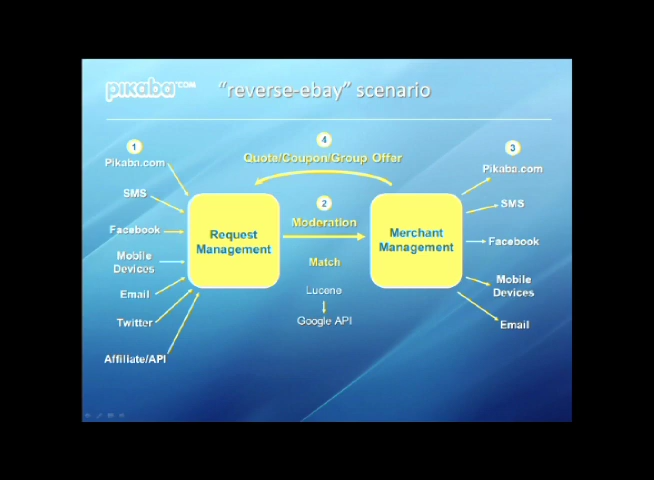 pikaba.com
"reverse-ebay" scenario
1
Pikaba.com
SMS
Facebook
Mobile
Devices
Email
Twitter
Affiliate/API
Request
Management
4
Quote/Coupon/Group Offer
2
Moderation
Match
Lucene
Google API
Merchant
Management
3
Pikaba.com
SMS
Facebook
Mobile
Devices
Email